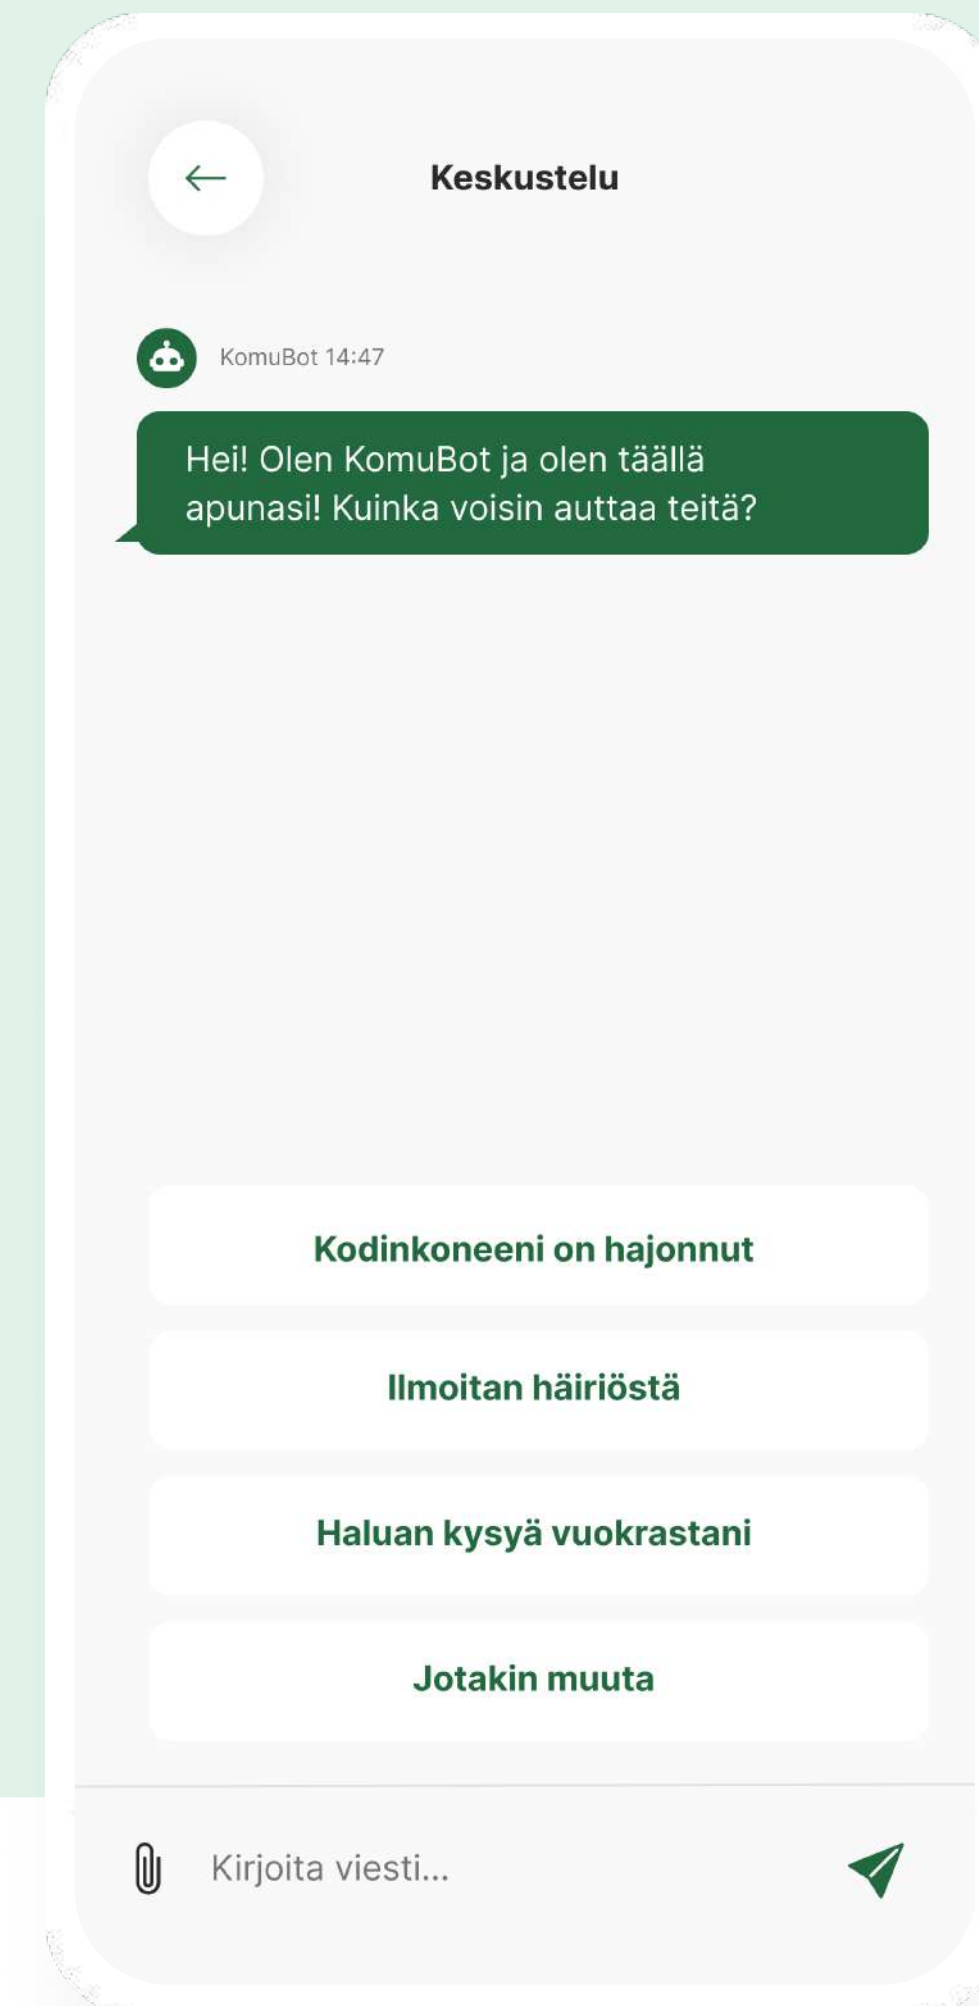 Keskustelu
KomuBot 14:47
Hei! Olen KomuBot ja olen täällä
apunasi! Kuinka voisin auttaa teitä?
Kodinkoneeni on hajonnut
Ilmoitan häiriöstä
Haluan kysyä vuokrastani
Jotakin muuta
Kirjoita viesti...